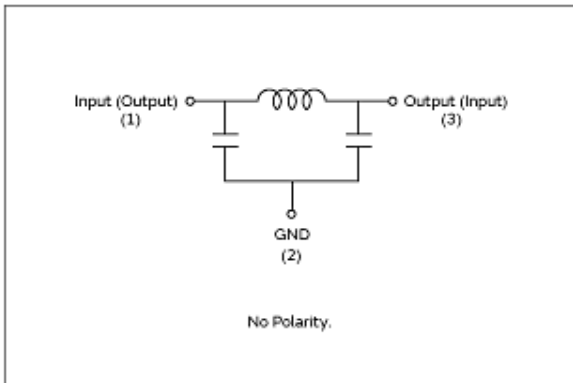 Input (Output) Output (Input)
(1) (3)
GND
(2)
No Polarity.